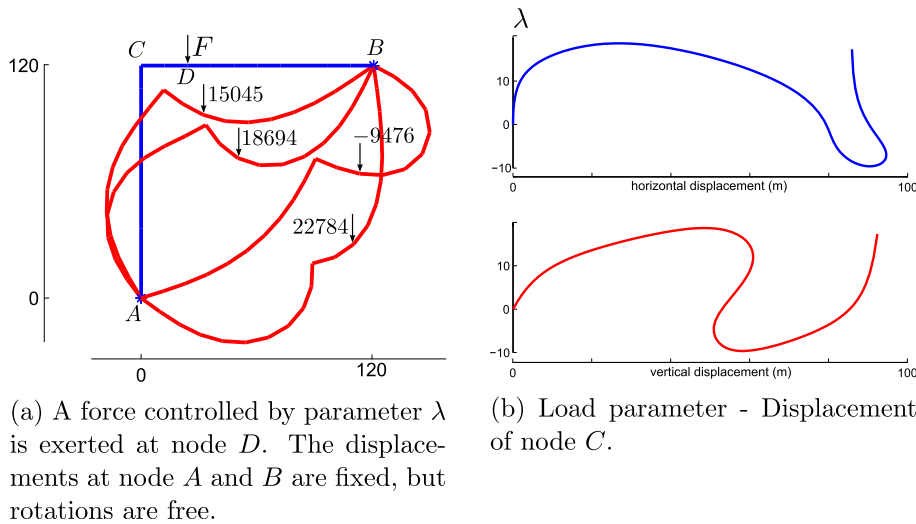 C
F
B
120
D
15045
18694
−9476
22784
0
A
0
120
λ
10
0
−10
0
horizontal displacement (m)
100
10
0
−10
0
vertical displacement (m)
100
(a) A force controlled by parameter λ
is exerted at node D. The displace-
ments at node A and B are fixed, but
rotations are free.
(b) Load parameter - Displacement
of node C.